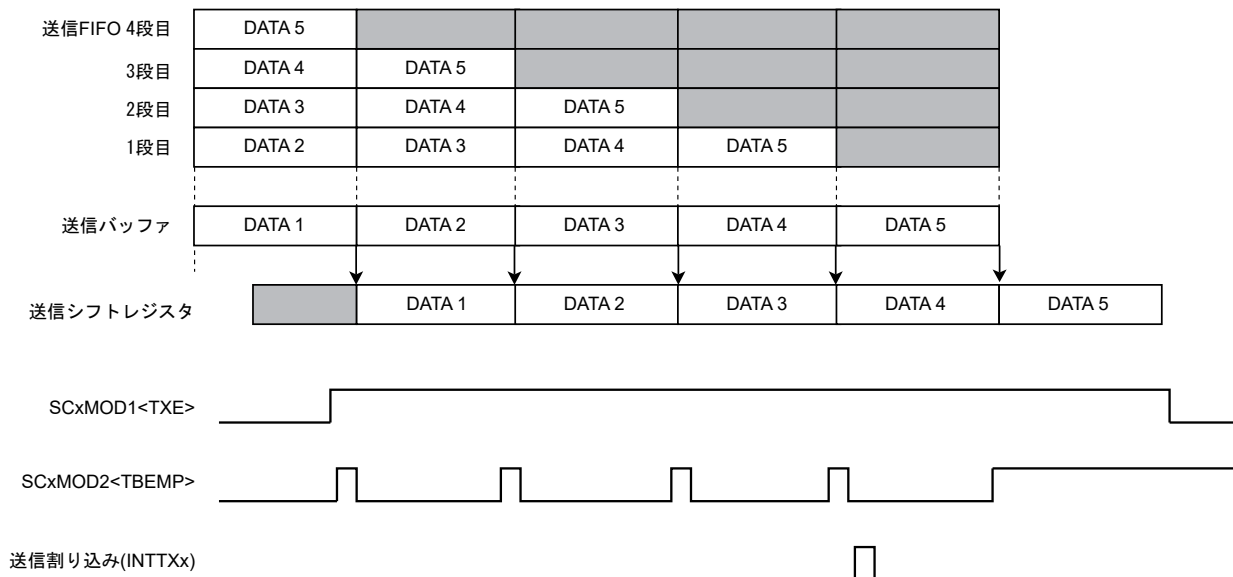 送信FIFO 4段目 DATA 5
3段目 DATA 4 DATA 5
2段目 DATA 3 DATA 4 DATA 5
1段目 DATA 2 DATA 3 DATA 4 DATA 5
送信バッファ DATA 1 DATA 2 DATA 3 DATA 4 DATA 5
送信シフトレジスタ DATA 1 DATA 2 DATA 3 DATA 4 DATA 5
SCxMOD1<TXE>
SCxMOD2<TBEMP>
送信割り込み(INTTXx)